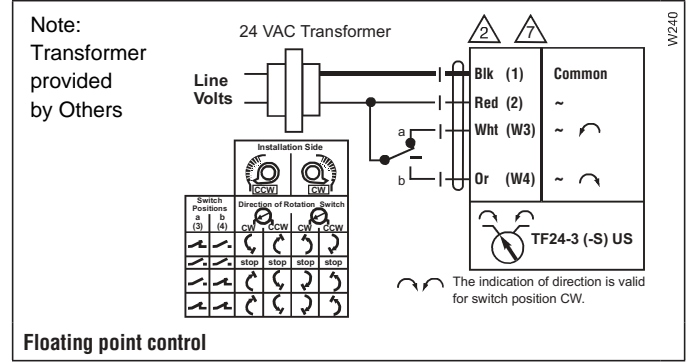 Note:
Transformer
provided
by Others
24 VAC Transformer
Line
Volts
2
7
W240
Blk (1) Common
Red (2) ~
a
Wht (W3) ~
b
Or (W4) ~
TF24-3 (-S) US
The indication of direction is valid
for switch position CW.
Installation Side
CCW CW
Switch
Positions
a b
(3) (4)
Direction of Rotation Switch
CW CCW CW CCW
stop stop stop stop
Floating point control